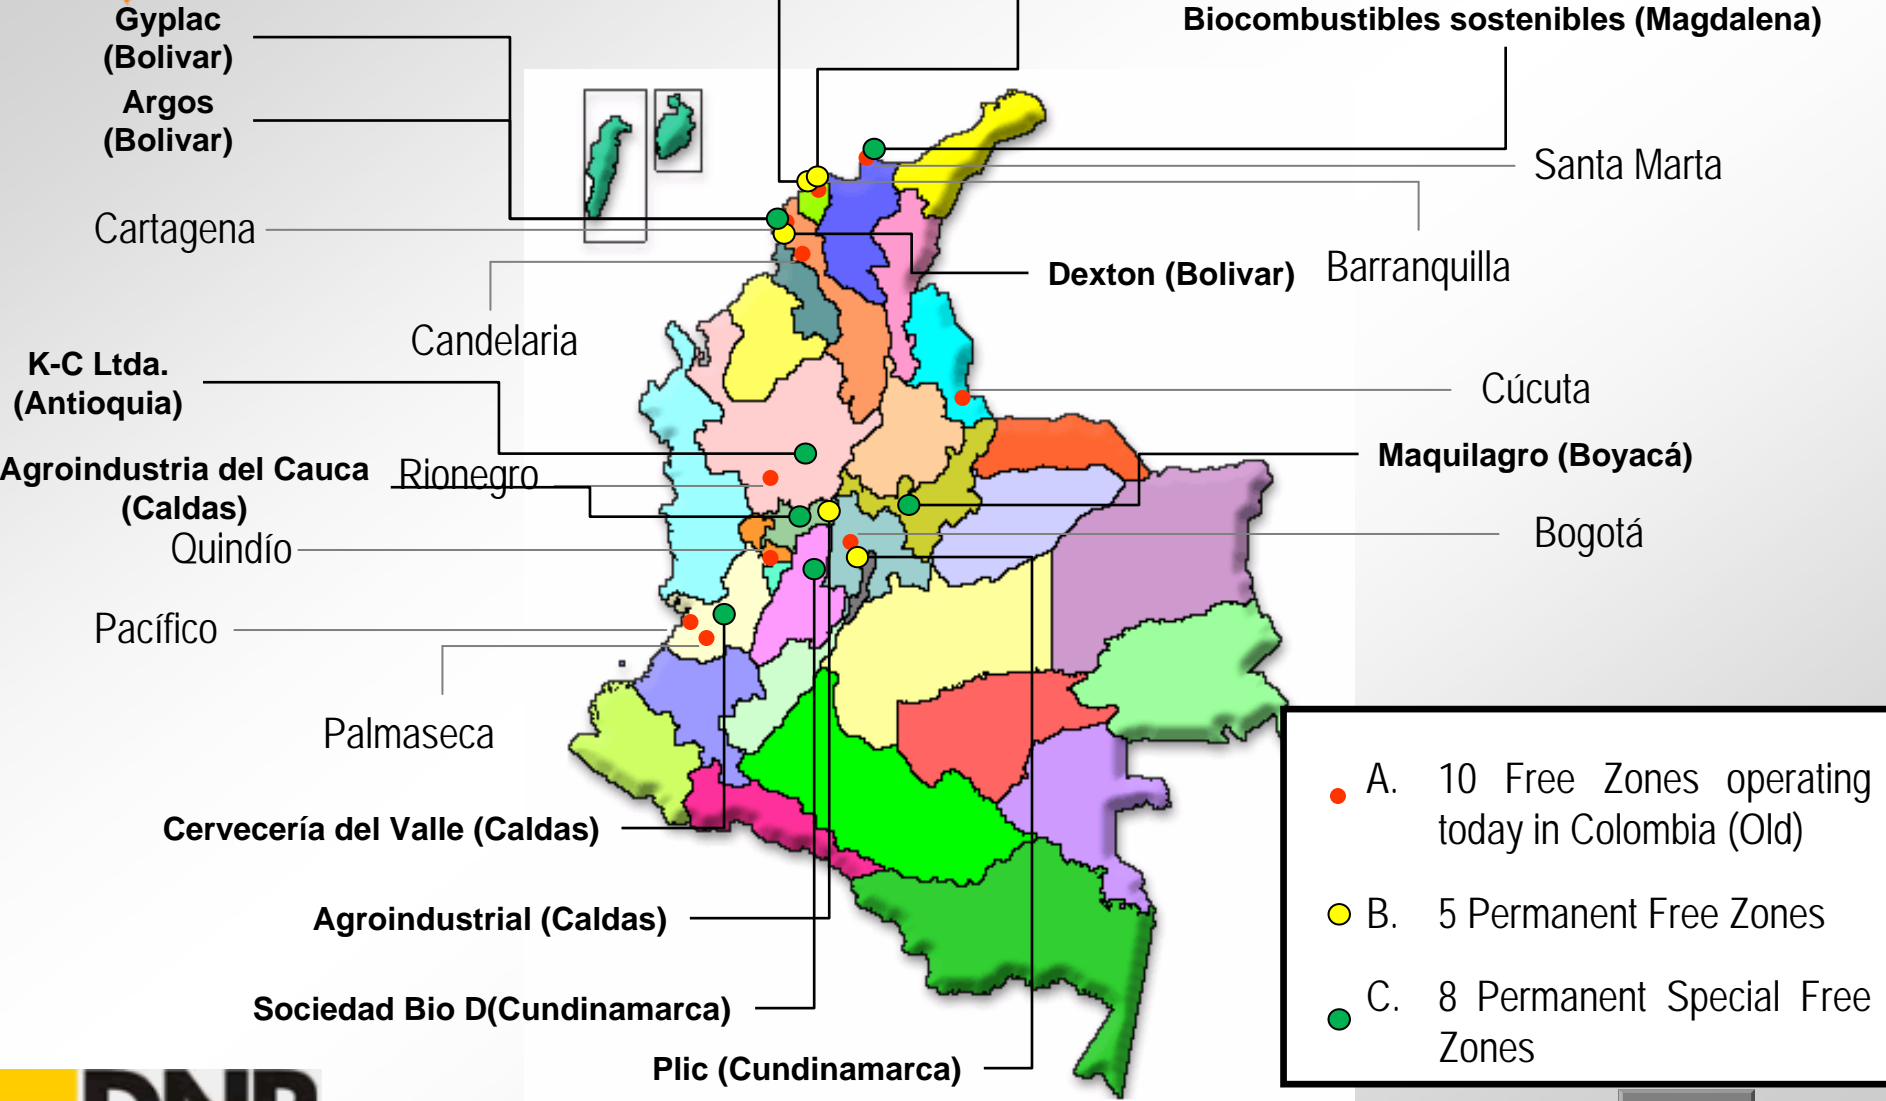 Gyplac
(Bolivar)
Biocombustibles sostenibles (Magdalena)
Argos
(Bolivar)
Santa Marta
Cartagena
Dexton (Bolivar)
Barranquilla
Candelaria
K-C Ltda.
(Antioquia)
Cúcuta
Maquilagro (Boyacá)
Agroindustria del Cauca
(Caldas)
Rionegro
Bogotá
Quindío
Pacífico
Palmaseca
Cervecería del Valle (Caldas)
Agroindustrial (Caldas)
Sociedad Bio D(Cundinamarca)
Plic (Cundinamarca)
A. 10 Free Zones operating
today in Colombia (Old)
B. 5 Permanent Free Zones
C. 8 Permanent Special Free
Zones
DNP